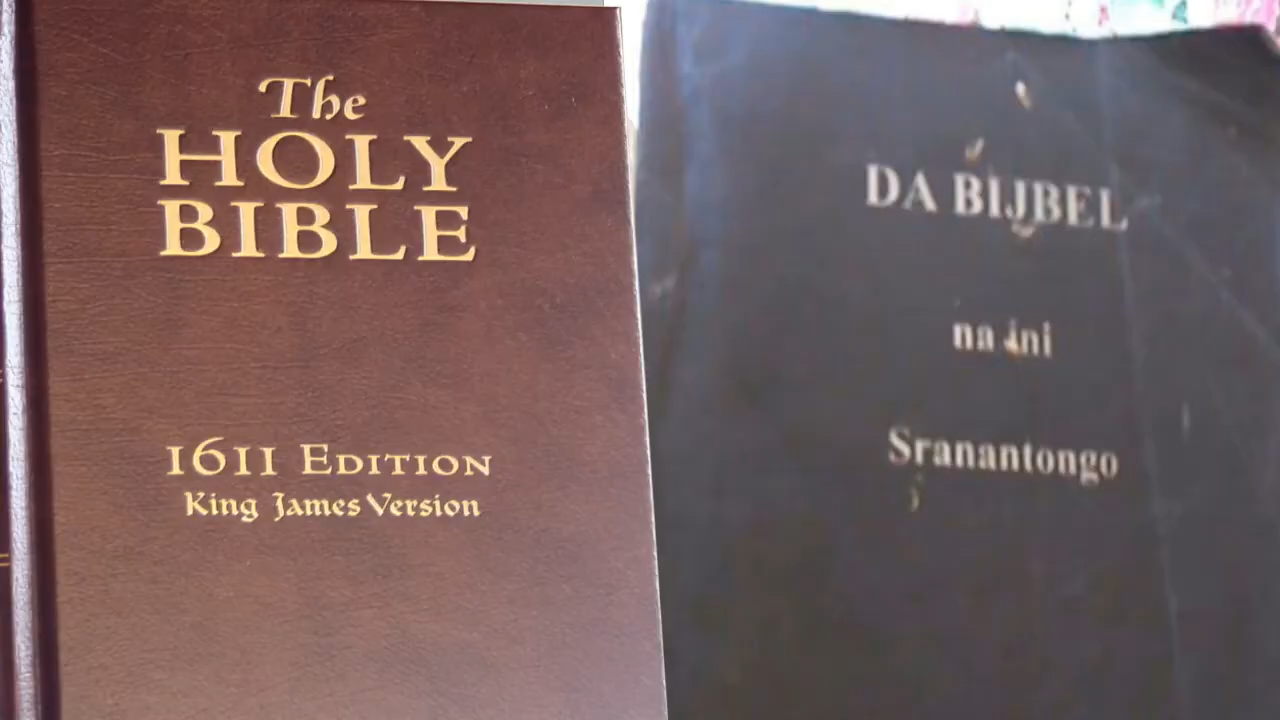 The
HOLY
BIBLE
1611 EDITION
King James Version
DA BIJBEL
na ini
Sranantongo